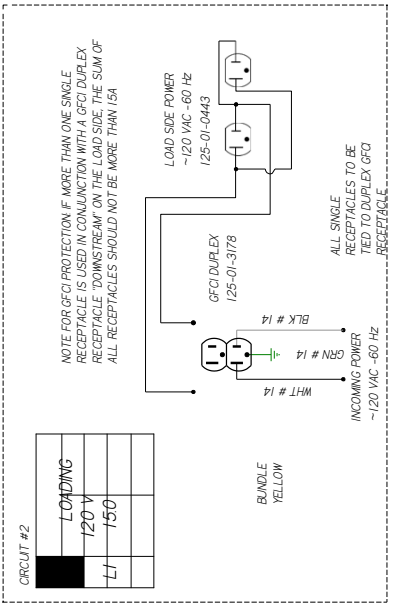 CIRCUIT #2
LOADING
120 V
L1 15.0
NOTE FOR GFCI PROTECTION: IF MORE THAN ONE SINGLE
RECEPTACLE IS USED IN CONJUNCTION WITH A GFCI DUPLEX
RECEPTACLE "DOWNSTREAM" ON THE LOAD SIDE, THE SUM OF
ALL RECEPTACLES SHOULD NOT BE MORE THAN 15A
LOAD SIDE POWER
~120 VAC -60 Hz
125-01-0443
GFCI DUPLEX
125-01-3178
BUNDLE
YELLOW
WHT # 14
GRN # 14
BLK # 14
INCOMING POWER
~120 VAC -60 Hz
ALL SINGLE
RECEPTACLES TO BE
TIED TO DUPLEX GFCI
RECEPTACLE